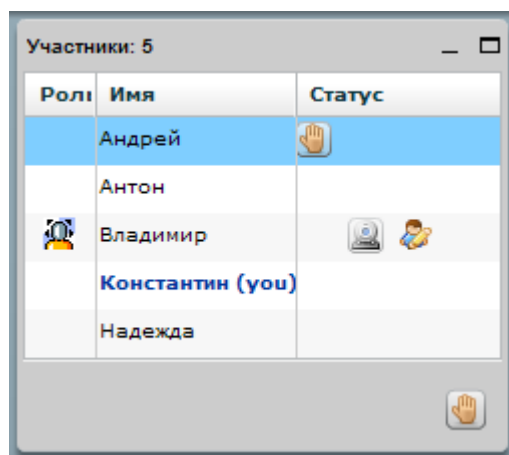 Участники: 5
Роль Имя Статус
Андрей
Антон
Владимир
Константин (you)
Надежда